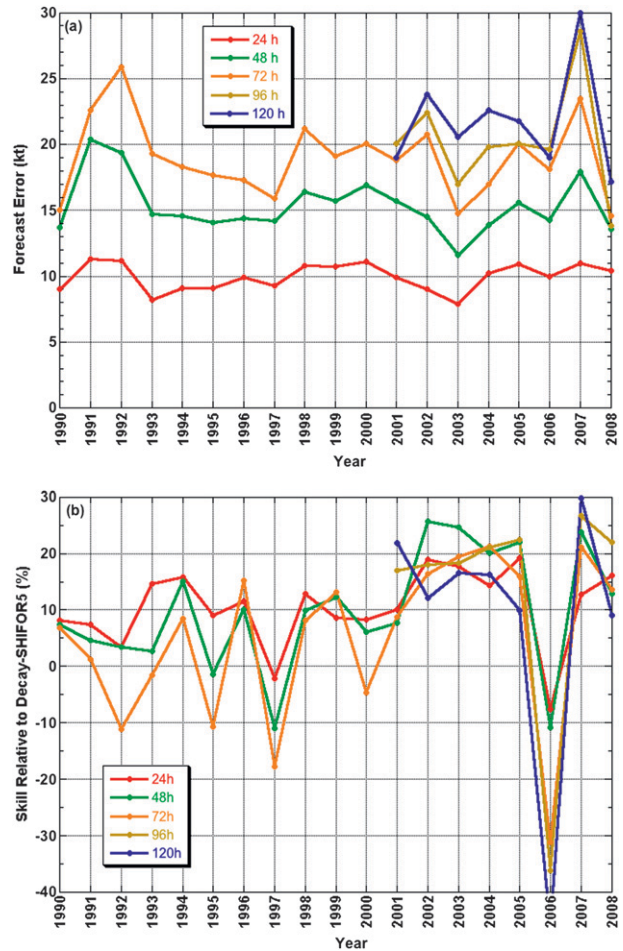 (a)
24 h
48 h
72 h
96 h
120 h
Forecast Error (kt)
30
25
20
15
10
5
0
1990 1991 1992 1993 1994 1995 1996 1997 1998 1999 2000 2001 2002 2003 2004 2005 2006 2007 2008
Year
(b)
Skill Relative to Decay-SHIFOR5 (%)
30
20
10
0
-10
-20
-30
-40
24h
48h
72h
96h
120h
1990 1991 1992 1993 1994 1995 1996 1997 1998 1999 2000 2001 2002 2003 2004 2005 2006 2007 2008
Year